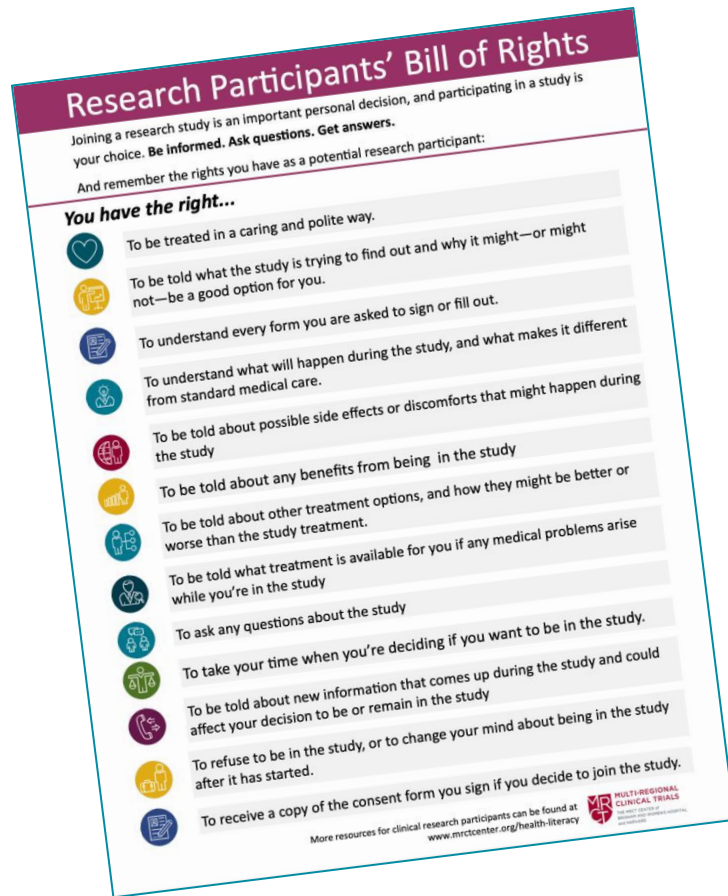 Research Participants’ Bill of Rights
Joining a research study is an important personal decision, and participating in a study is
your choice. Be informed. Ask questions. Get answers.
And remember the rights you have as a potential research participant:
You have the right...
To be treated in a caring and polite way.
To be told what the study is trying to find out and why it might—or might
not—be a good option for you.
To understand every form you are asked to sign or fill out.
To understand what will happen during the study, and what makes it different
from standard medical care.
To be told about possible side effects or discomforts that might happen during
the study
To be told about any benefits from being in the study
To be told about other treatment options, and how they might be better or
worse than the study treatment.
To be told what treatment is available for you if any medical problems arise
while you’re in the study
To ask any questions about the study
To take your time when you’re deciding if you want to be in the study.
To be told about new information that comes up during the study and could
affect your decision to be or remain in the study
To refuse to be in the study, or to change your mind about being in the study
after it has started.
To receive a copy of the consent form you sign if you decide to join the study.
More resources for clinical research participants can be found at
www.mrctcenter.org/health-literacy
MRCT
MULTI-REGIONAL
CLINICAL TRIALS
THE MRCT CENTER OF
BRIGHAM AND WOMEN'S HOSPITAL
and HARVARD